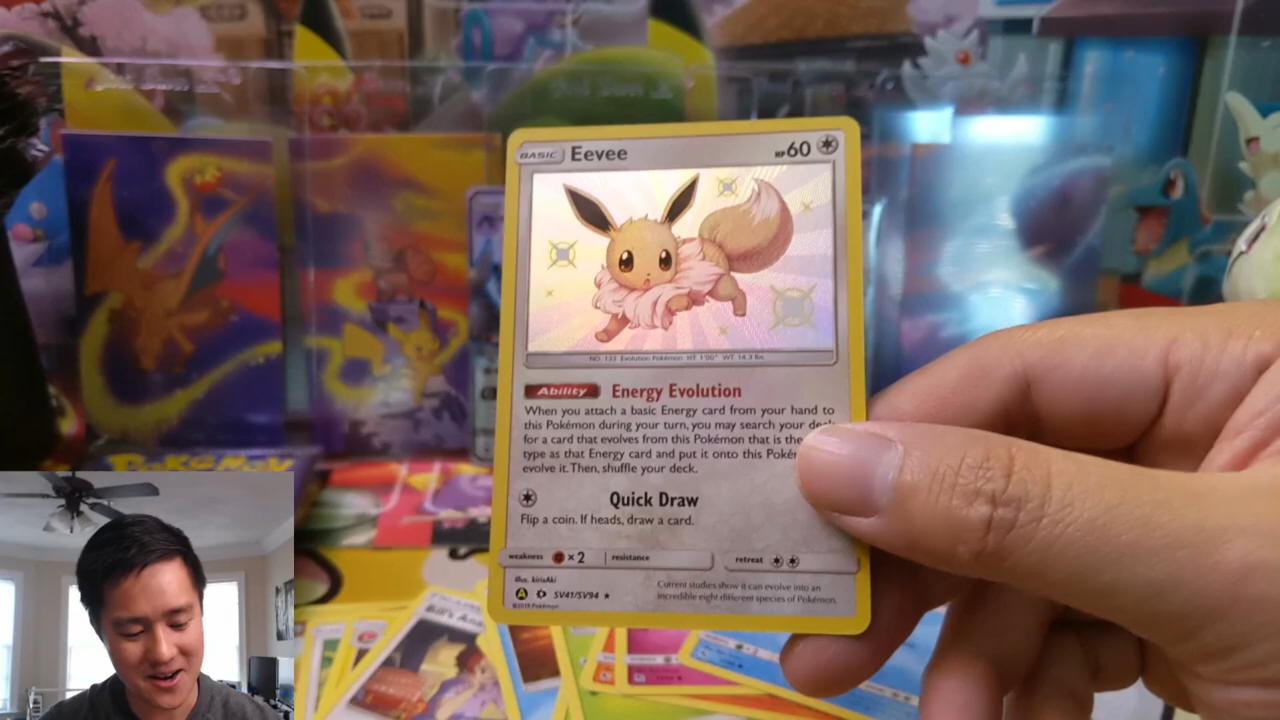 BASIC Eevee HP60
NO. 133 Evolution Pokémon HT: 1'00" WT: 14.3 lbs.
Ability Energy Evolution
When you attach a basic Energy card from your hand to
this Pokémon during your turn, you may search your
for a card that evolves from this Pokémon that is the
type as that Energy card and put it onto this
evolve it. Then, shuffle your deck.
Quick Draw
Flip a coin. If heads, draw a card.
weakness ×2 resistance retreat
Illus. kirisAki
Current studies show it can evolve into an
incredible eight different species of Pokémon.
A SV41/SV94 ★
©2019 Pokémon
POKéMON
Bill's